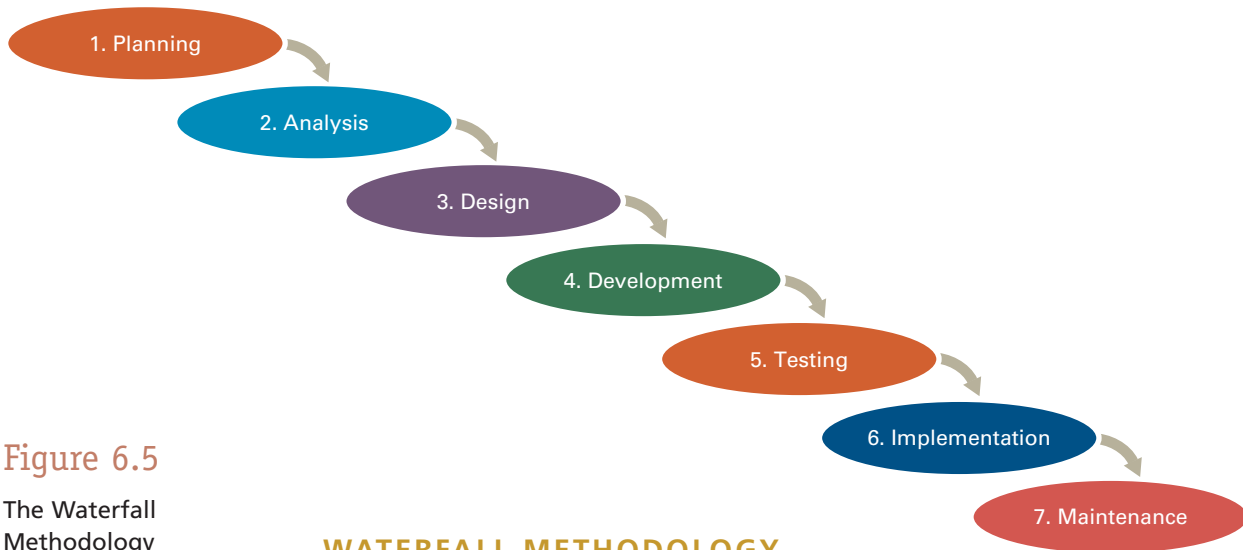 1. Planning
2. Analysis
3. Design
4. Development
5. Testing
6. Implementation
7. Maintenance
Figure 6.5
The Waterfall
Methodology
WATERFALL METHODOLOGY